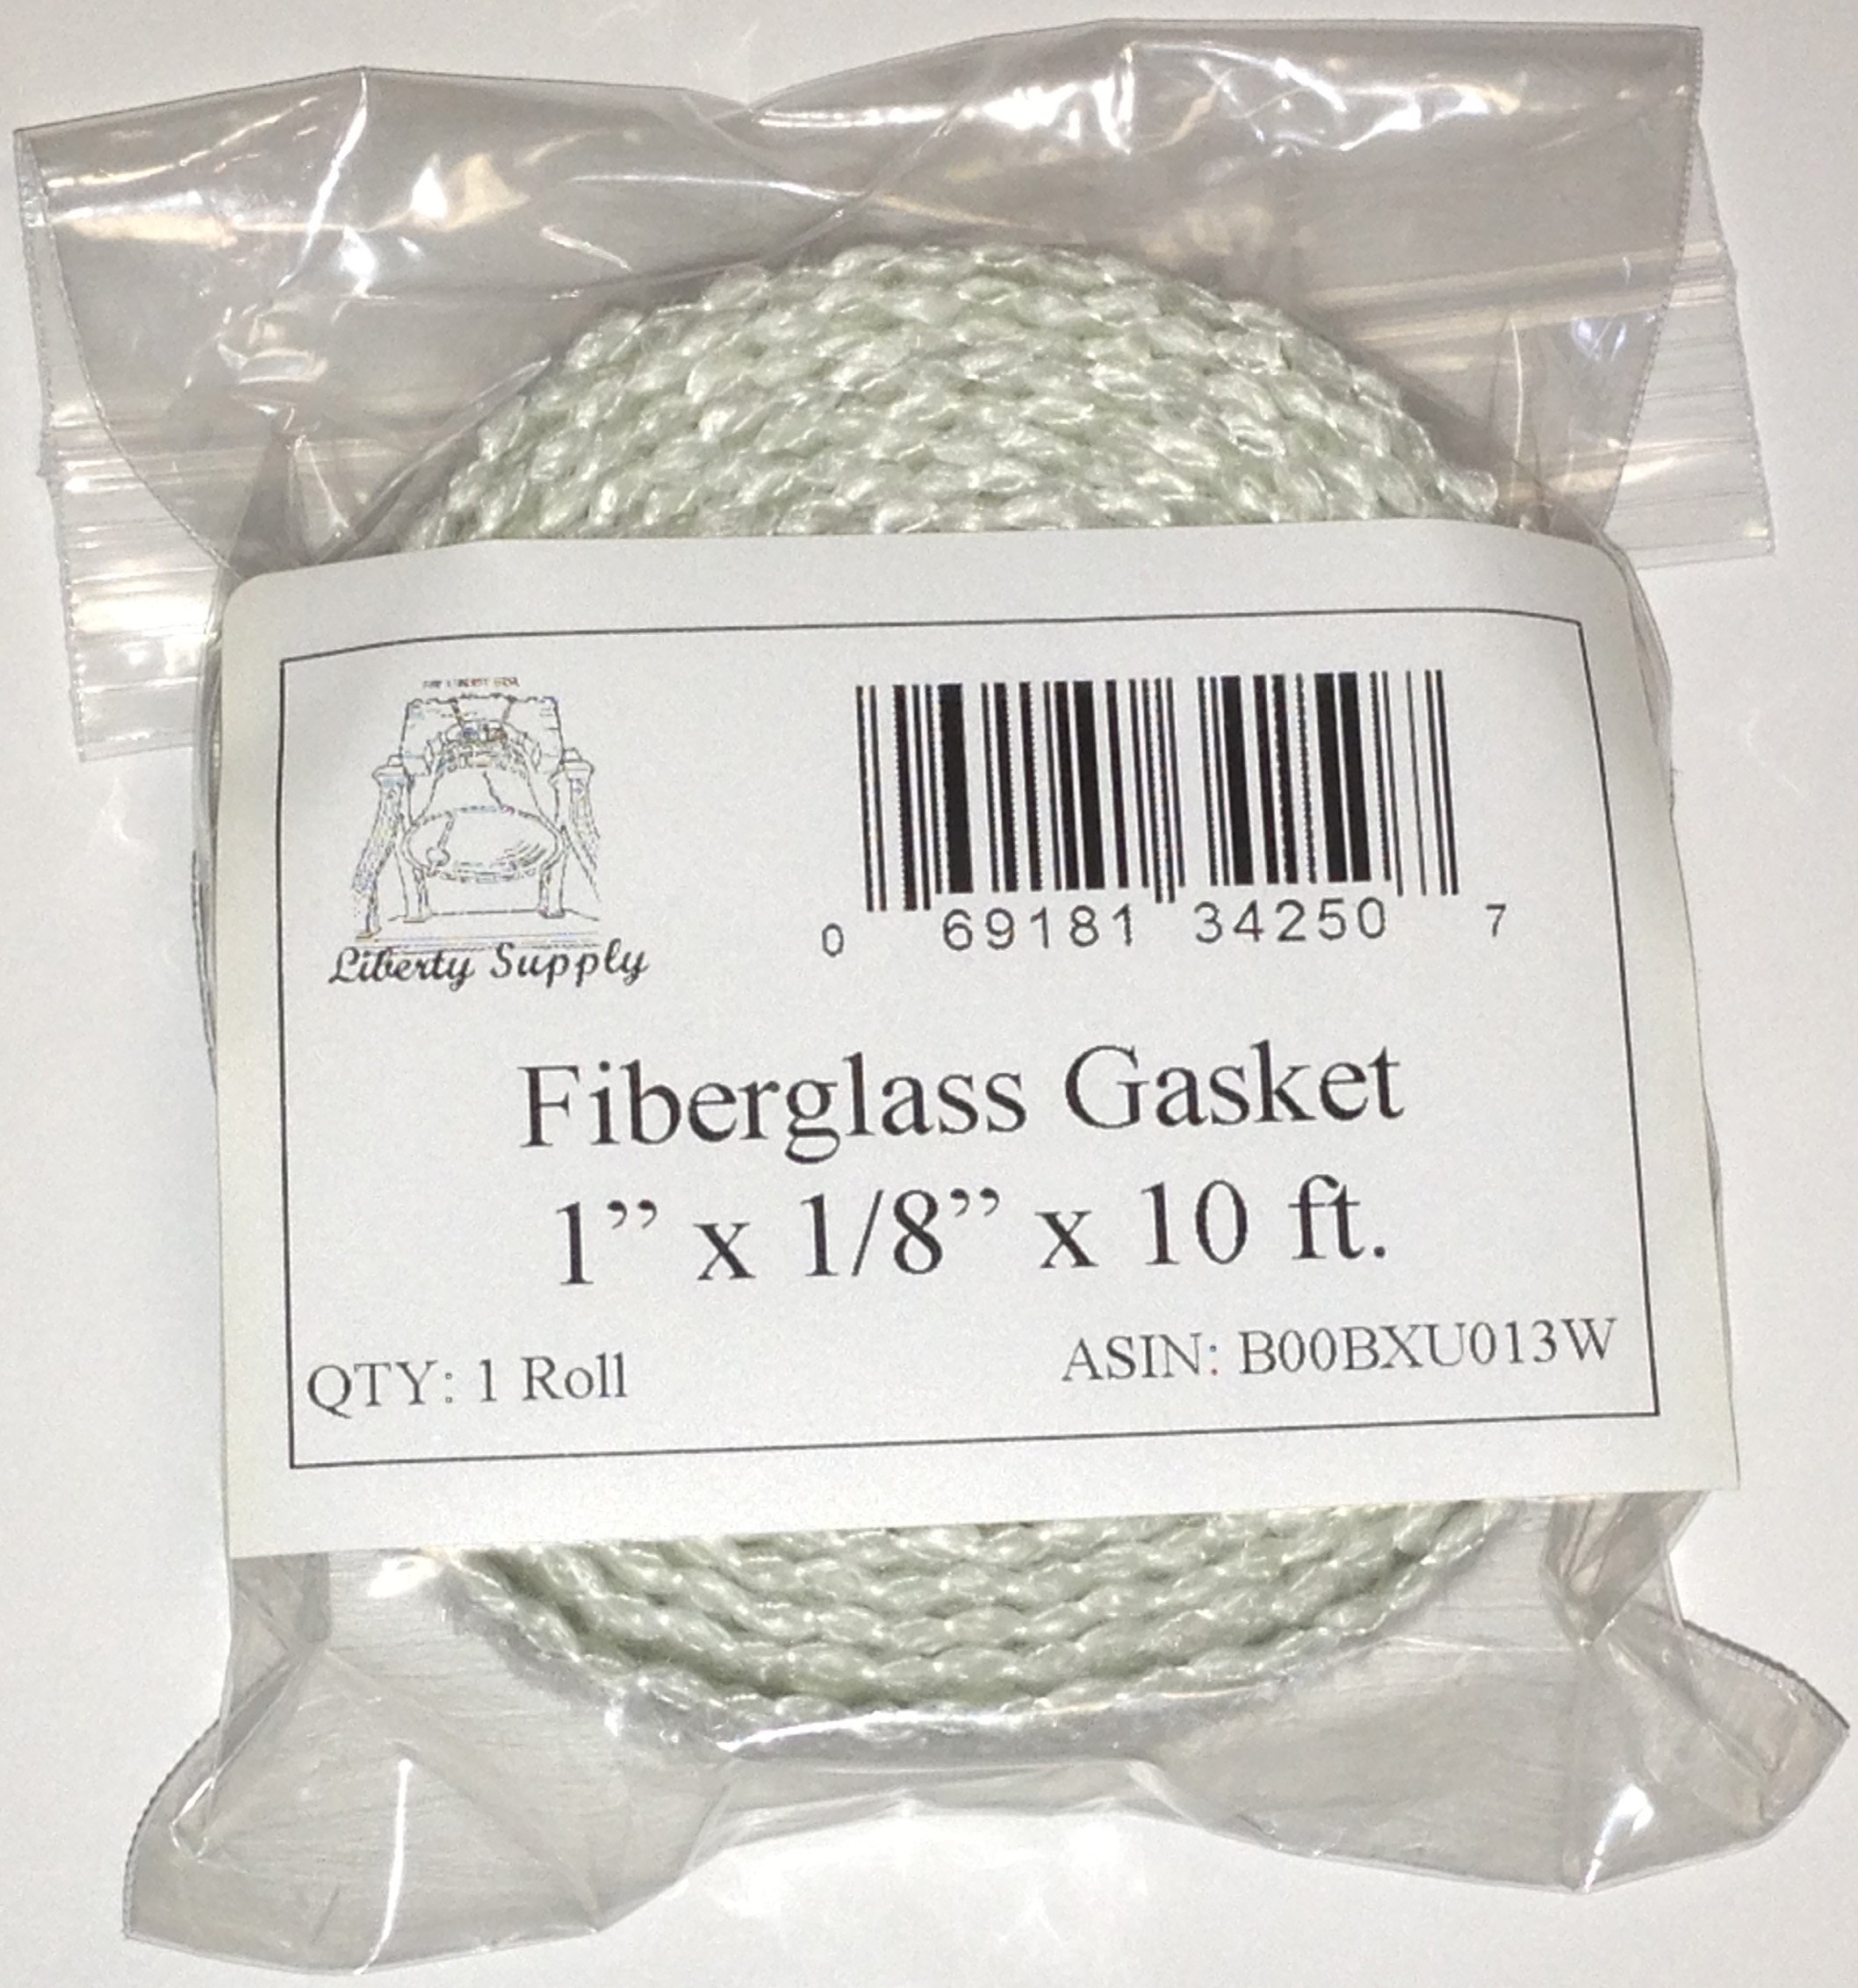 Liberty Supply
0 69181 34250 7
Fiberglass Gasket
1” x 1/8” x 10 ft.
QTY: 1 Roll
ASIN: B00BXU013W